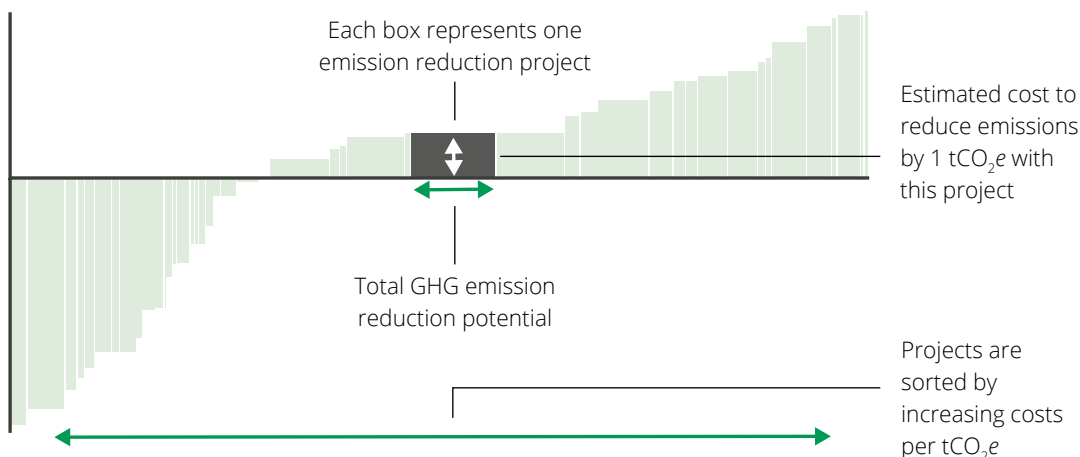 Each box represents one
emission reduction project
Estimated cost to
reduce emissions
by 1 tCO₂e with
this project
Total GHG emission
reduction potential
Projects are
sorted by
increasing costs
per tCO₂e